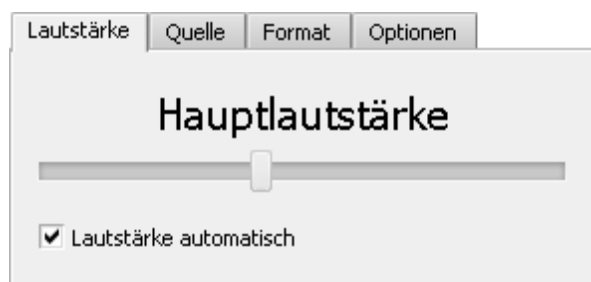 Lautstärke Quelle Format Optionen
Hauptlautstärke
Lautstärke automatisch